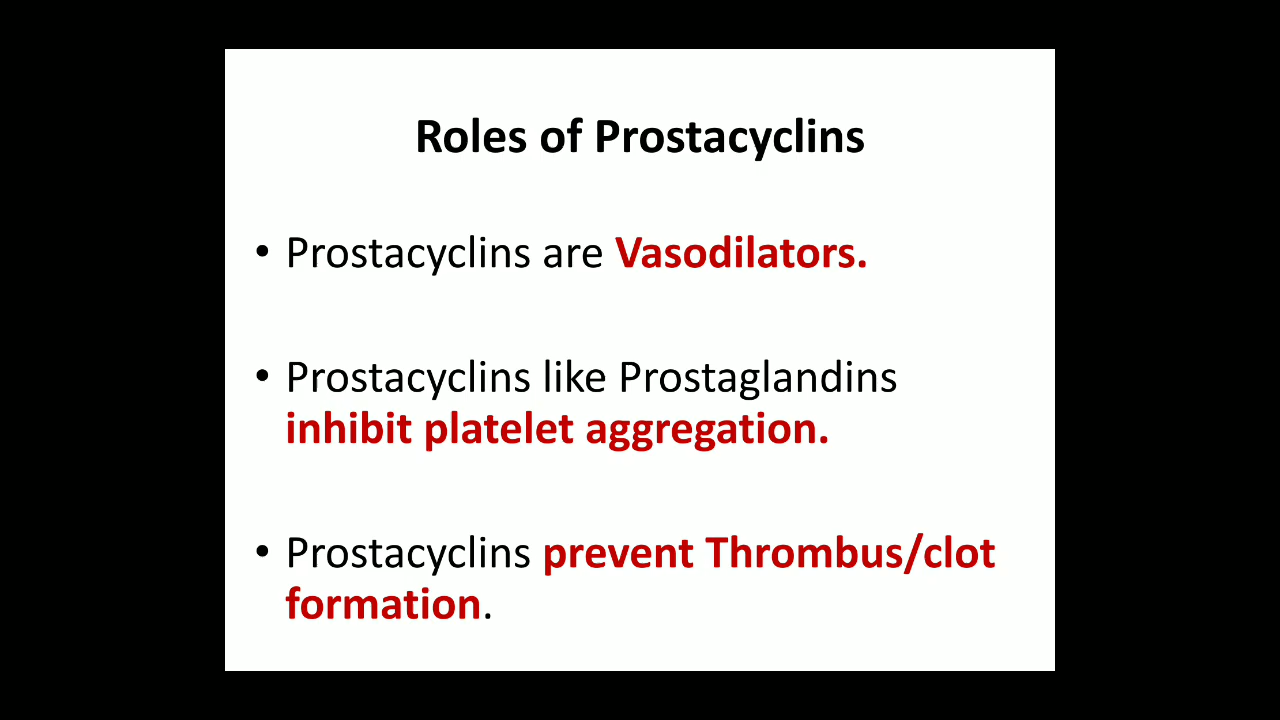 Roles of Prostacyclins
• Prostacyclins are Vasodilators.
• Prostacyclins like Prostaglandins
inhibit platelet aggregation.
• Prostacyclins prevent Thrombus/clot
formation.